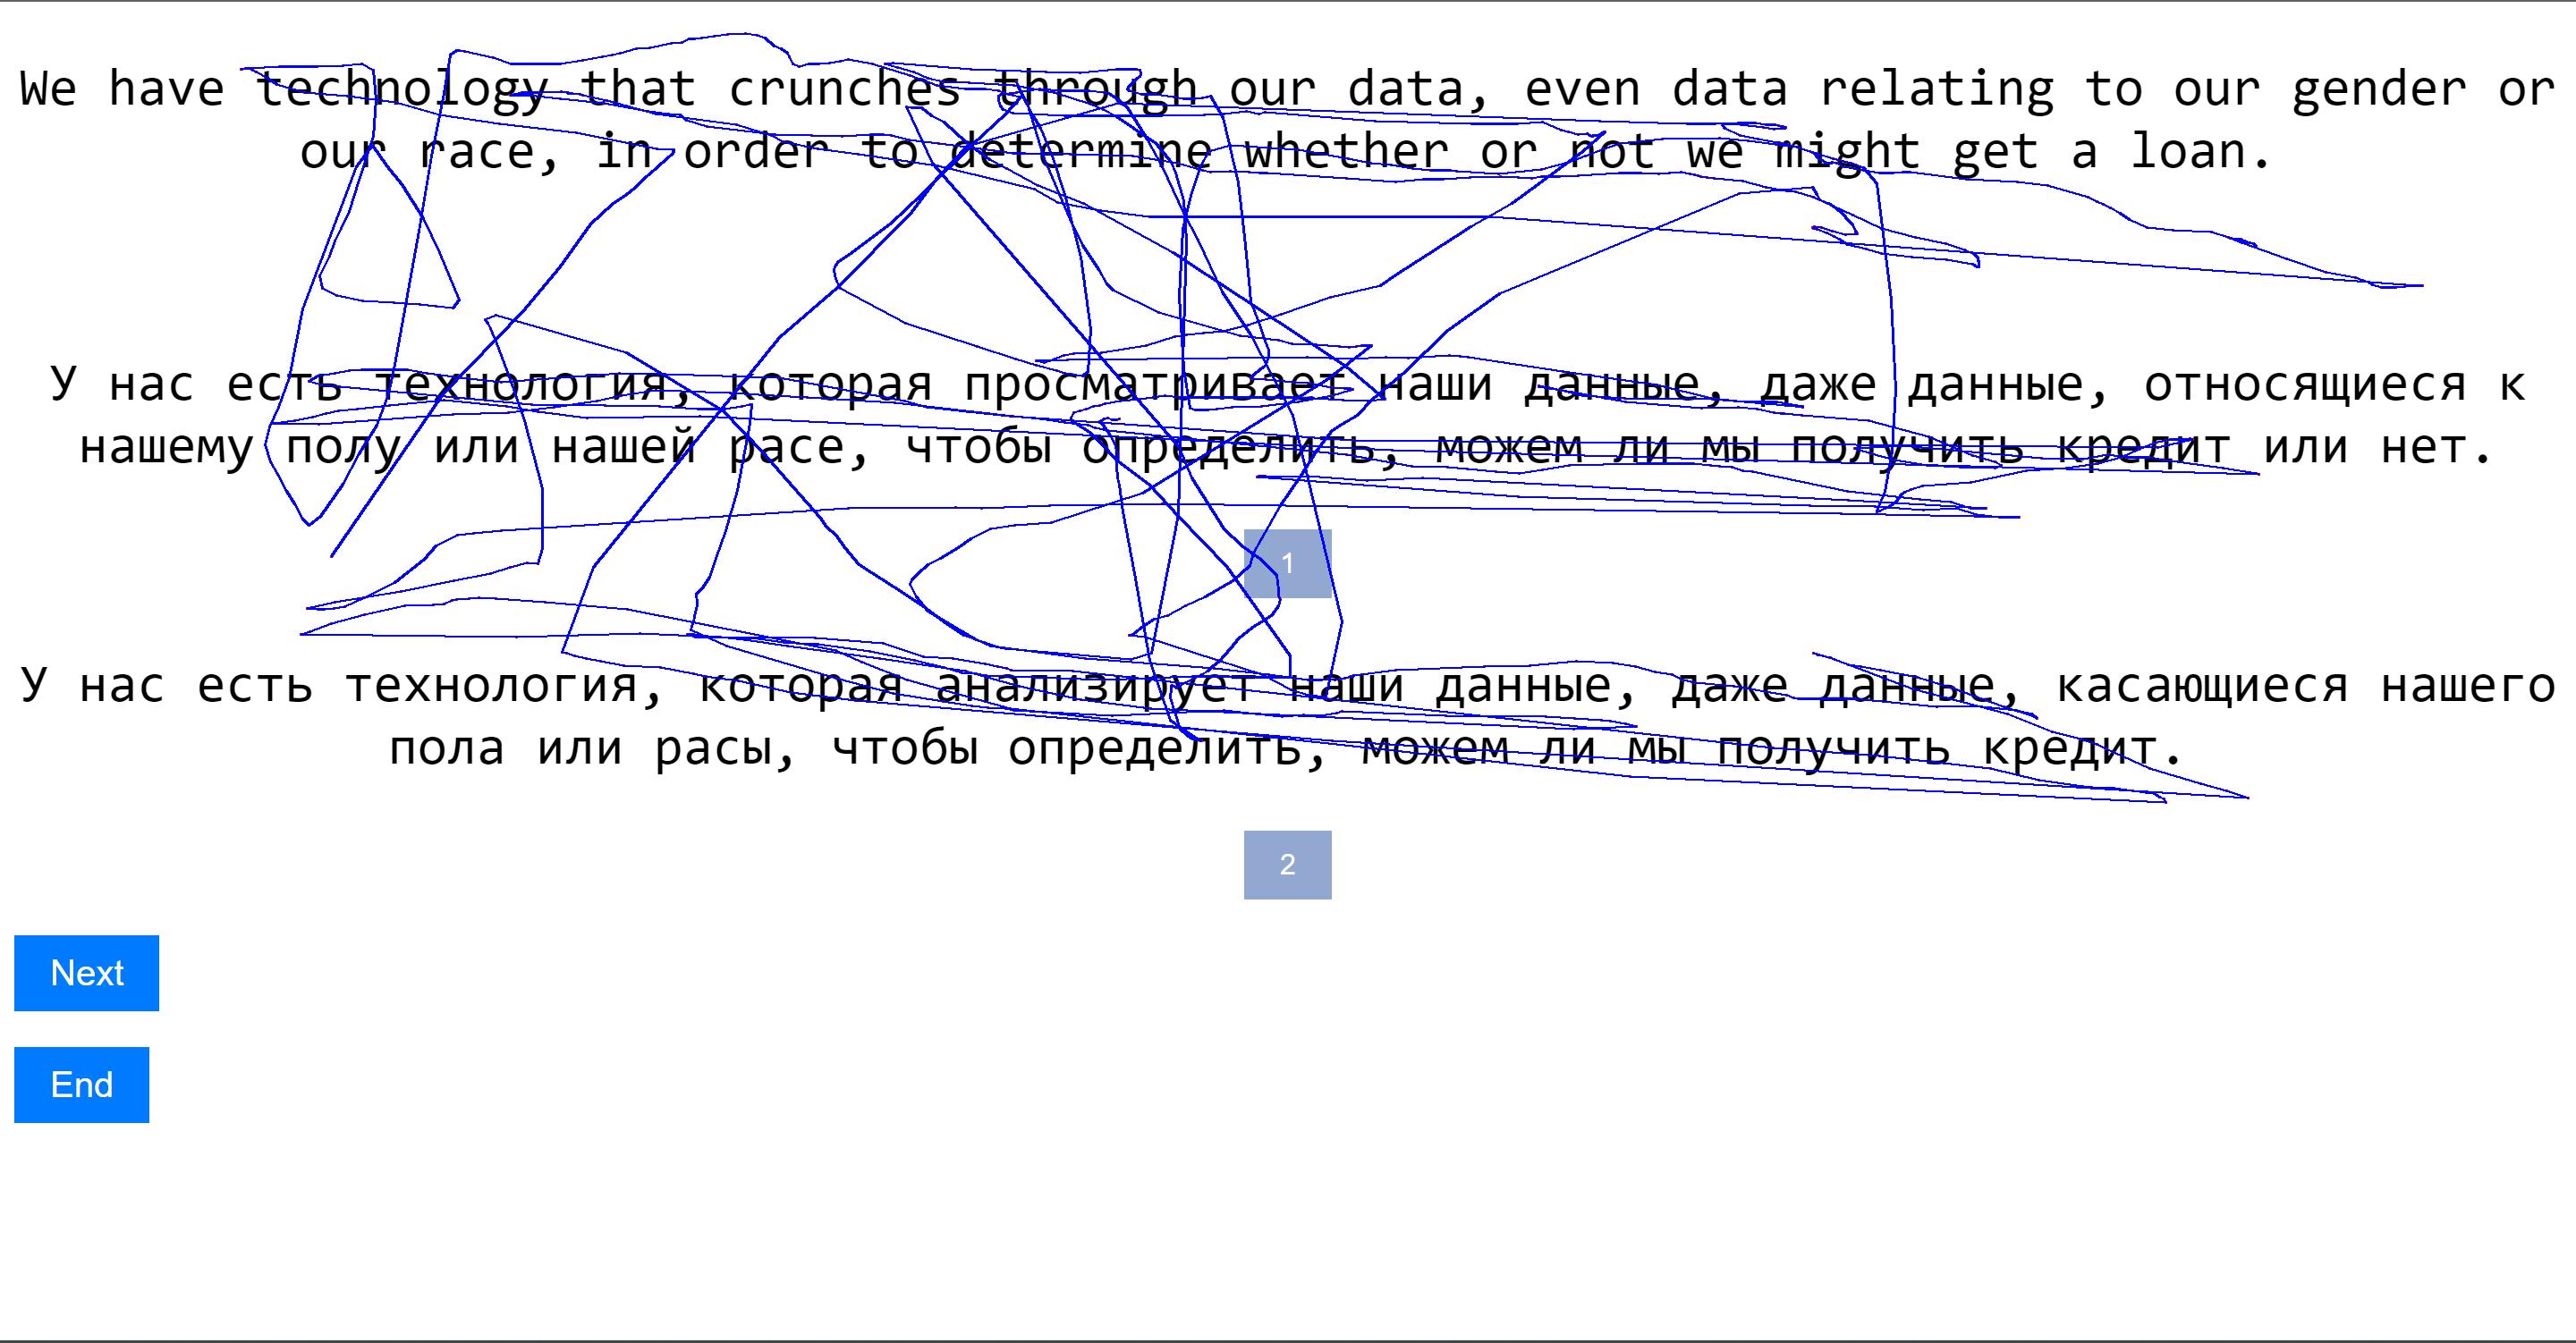 We have technology that crunches through our data, even data relating to our gender or
our race, in order to determine whether or not we might get a loan.
У нас есть технология, которая просматривает наши данные, даже данные, относящиеся к
нашему полу или нашей расе, чтобы определить, можем ли мы получить кредит или нет.
1
У нас есть технология, которая анализирует наши данные, даже данные, касающиеся нашего
пола или расы, чтобы определить, можем ли мы получить кредит.
2
Next
End